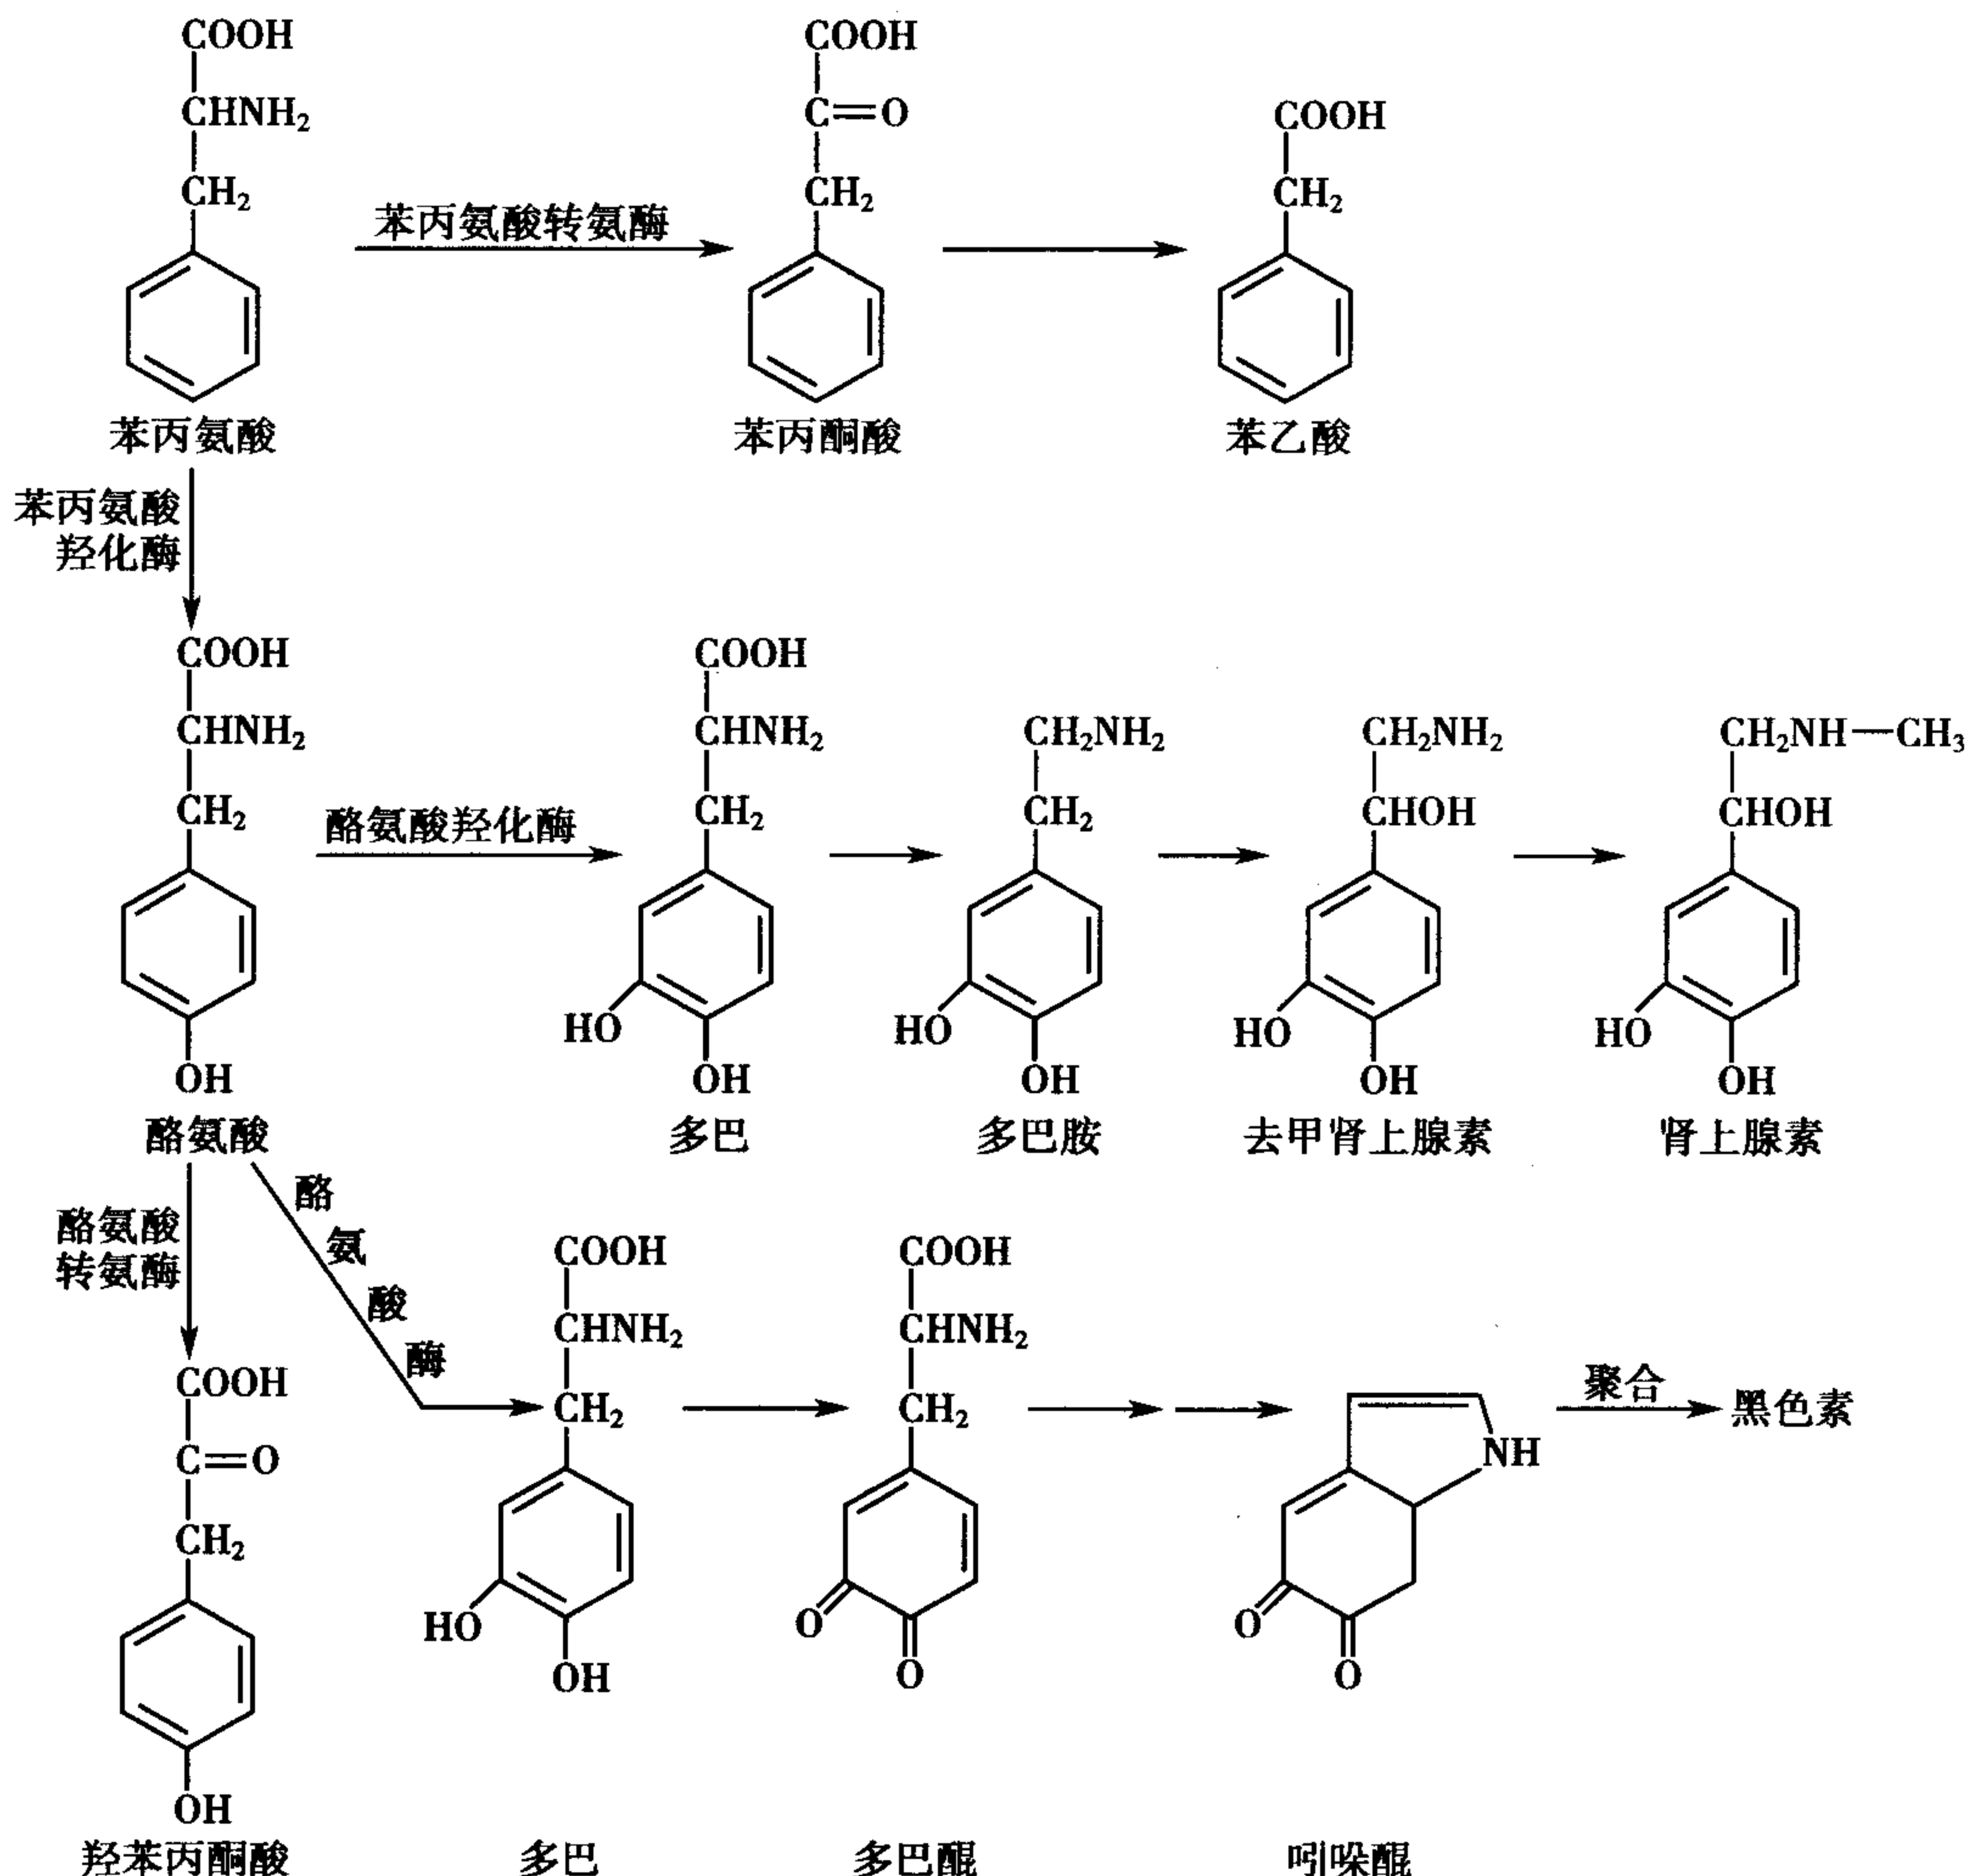 COOH
CHNH₂
CH₂
苯丙氨酸转氨酶
COOH
C=O
CH₂
COOH
CH₂
苯丙氨酸
苯丙酮酸
苯乙酸
苯丙氨酸
羟化酶
COOH
CHNH₂
CH₂
OH
酪氨酸羟化酶
COOH
CHNH₂
CH₂
HO
OH
CH₂NH₂
CH₂
HO
OH
CH₂NH₂
CHOH
HO
OH
CH₂NH—CH₃
CHOH
HO
OH
酪氨酸
多巴
多巴胺
去甲肾上腺素
肾上腺素
酪氨酸
转氨酶
酪氨酸酶
COOH
C=O
CH₂
OH
COOH
CHNH₂
CH₂
HO
OH
COOH
CHNH₂
CH₂
O
O
NH
O
O
聚合
黑色素
羟苯丙酮酸
多巴
多巴醌
吲哚醌